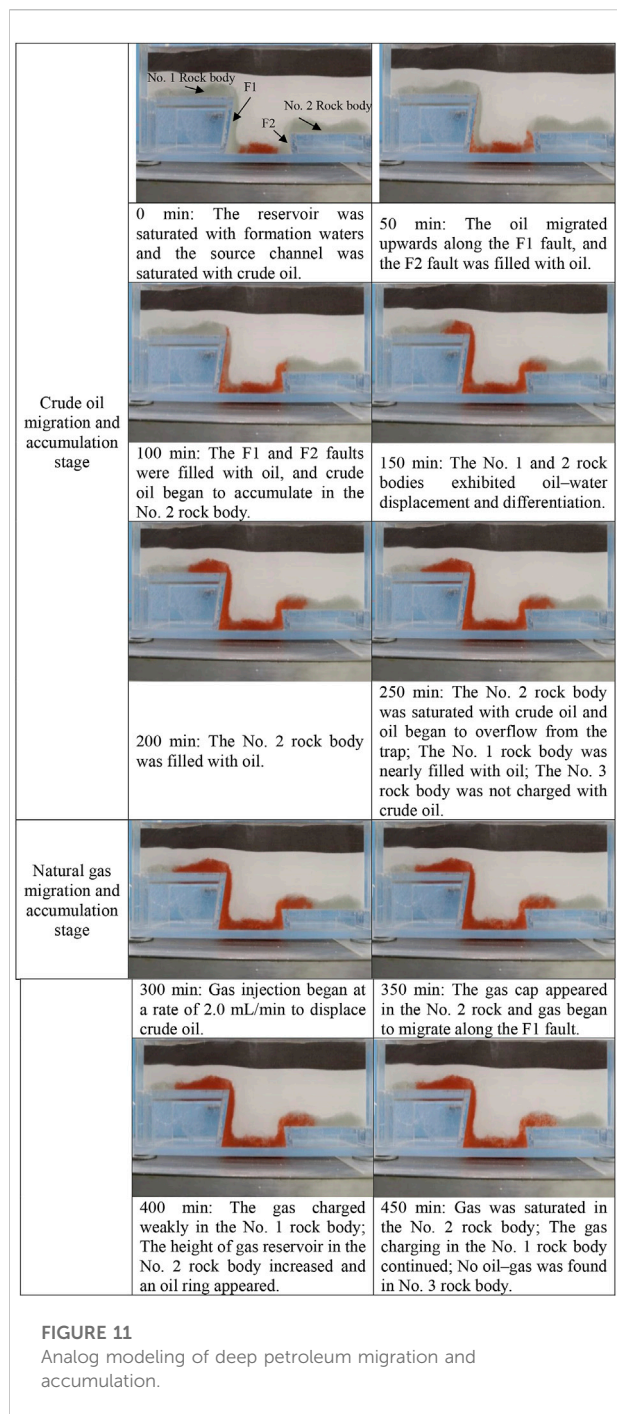 No. 1 Rock body
F1
No. 2 Rock body
F2
0 min: The reservoir was
saturated with formation waters
and the source channel was
saturated with crude oil.
50 min: The oil migrated
upwards along the F1 fault, and
the F2 fault was filled with oil.
Crude oil
migration and
accumulation
stage
100 min: The F1 and F2 faults
were filled with oil, and crude
oil began to accumulate in the
No. 2 rock body.
150 min: The No. 1 and 2 rock
bodies exhibited oil–water
displacement and differentiation.
200 min: The No. 2 rock body
was filled with oil.
250 min: The No. 2 rock body
was saturated with crude oil and
oil began to overflow from the
trap; The No. 1 rock body was
nearly filled with oil; The No. 3
rock body was not charged with
crude oil.
Natural gas
migration and
accumulation
stage
300 min: Gas injection began at
a rate of 2.0 mL/min to displace
crude oil.
350 min: The gas cap appeared
in the No. 2 rock and gas began
to migrate along the F1 fault.
400 min: The gas charged
weakly in the No. 1 rock body;
The height of gas reservoir in the
No. 2 rock body increased and
an oil ring appeared.
450 min: Gas was saturated in
the No. 2 rock body; The gas
charging in the No. 1 rock body
continued; No oil–gas was found
in No. 3 rock body.
FIGURE 11
Analog modeling of deep petroleum migration and
accumulation.